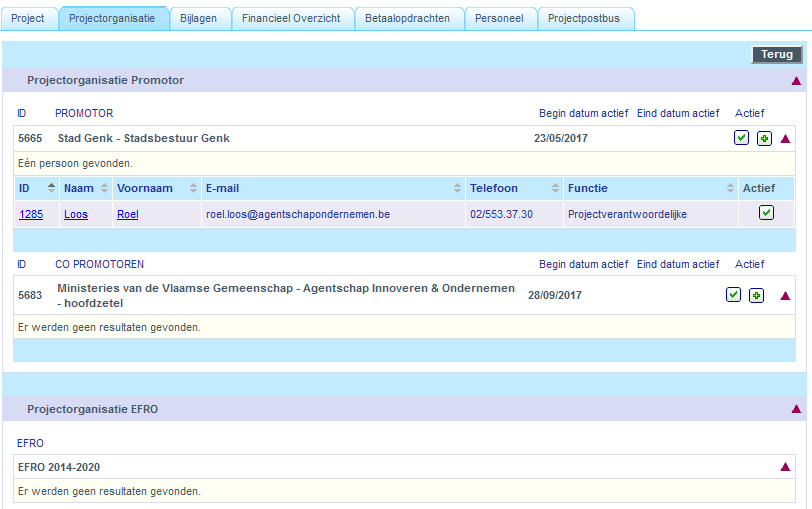 Project Projectorganisatie Bijlagen Financieel Overzicht Betaalopdrachten Personeel Projectpostbus
Terug
Projectorganisatie Promotor
ID PROMOTOR Begin datum actief Eind datum actief Actief
5665 Stad Genk - Stadsbestuur Genk 23/05/2017
Eén persoon gevonden.
ID Naam Voornaam E-mail Telefoon Functie Actief
1285 Loos Roel roel.loos@agentschapondernemen.be 02/553.37.30 Projectverantwoordelijke
ID CO PROMOTOREN Begin datum actief Eind datum actief Actief
5683 Ministeries van de Vlaamse Gemeenschap - Agentschap Innoveren & Ondernemen
- hoofdzetel 28/09/2017
Er werden geen resultaten gevonden.
Projectorganisatie EFRO
EFRO
EFRO 2014-2020
Er werden geen resultaten gevonden.